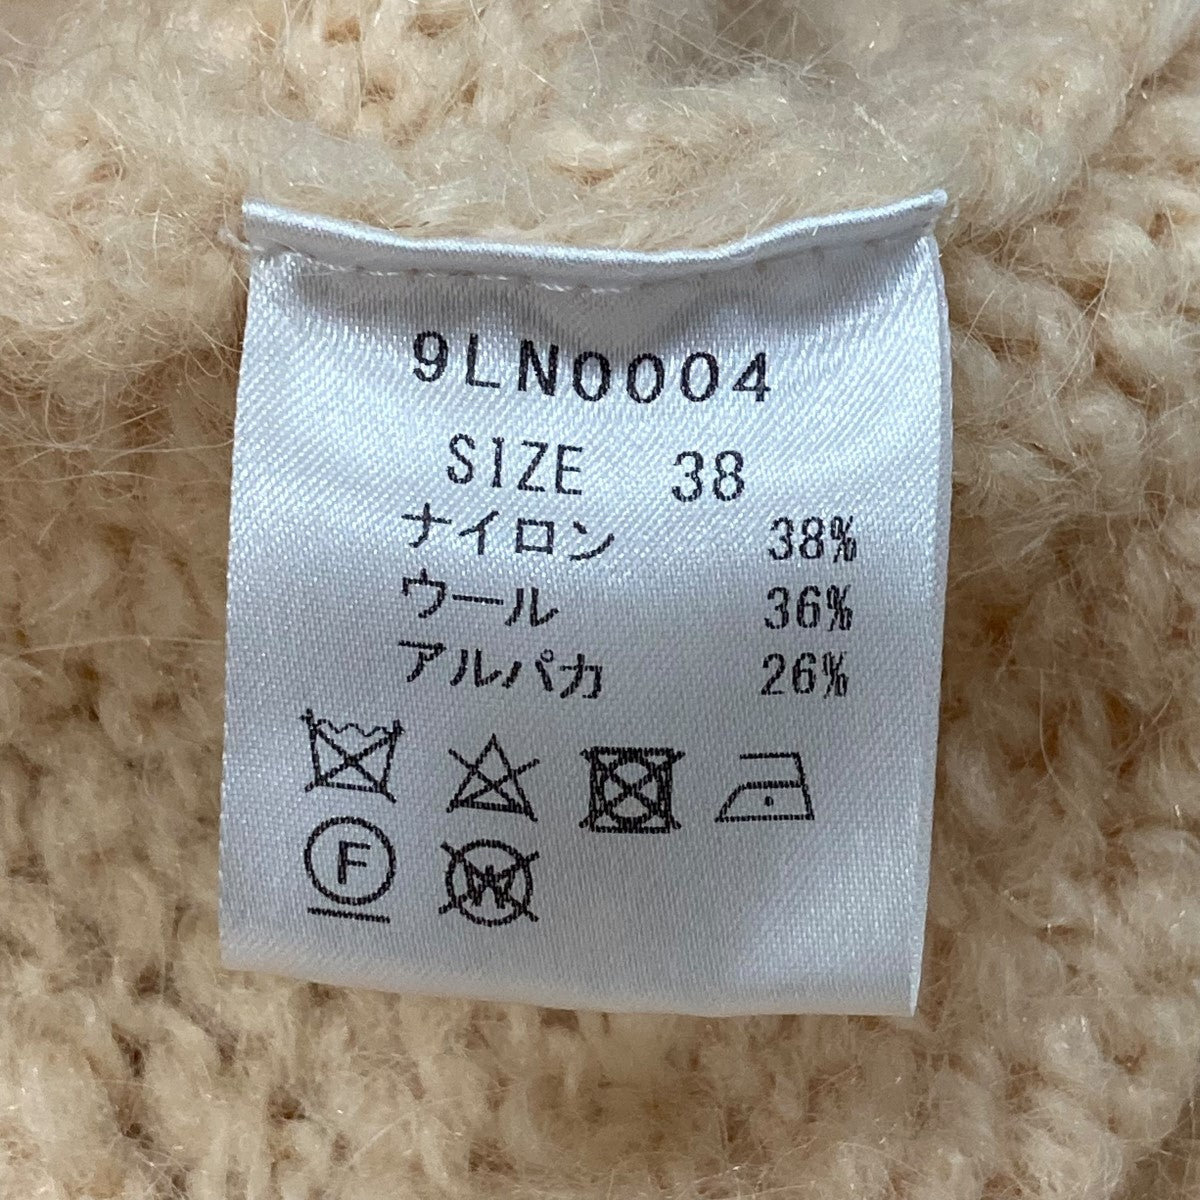 9LN0004
SIZE 38
ナイロン 38%
ウール 36%
アルパカ 26%
F W